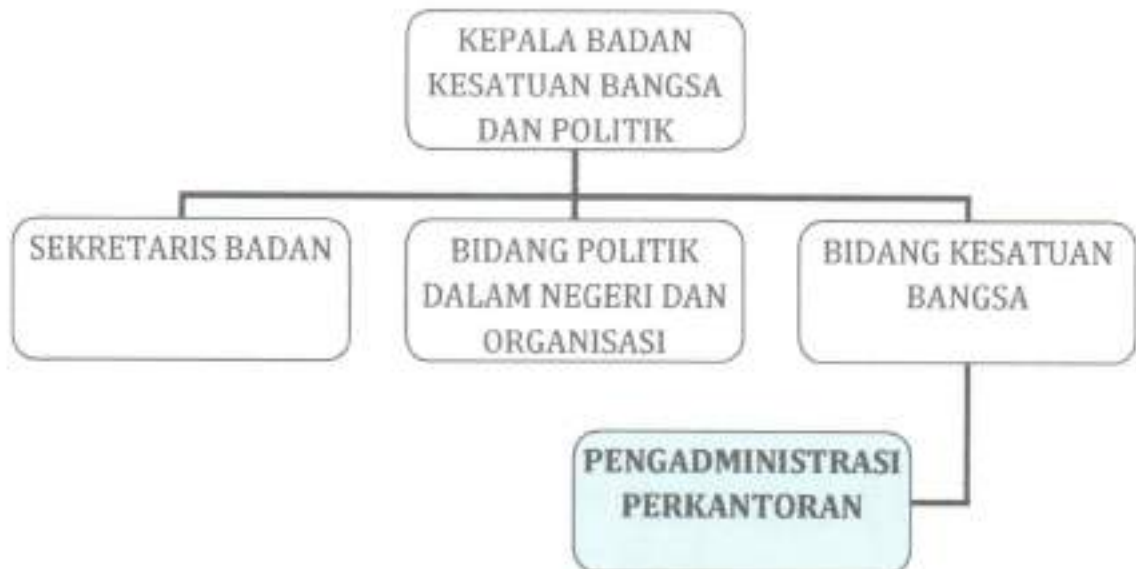 KEPALA BADAN
KESATUAN BANGSA
DAN POLITIK
SEKRETARIS BADAN
BIDANG POLITIK
DALAM NEGERI DAN
ORGANISASI
BIDANG KESATUAN
BANGSA
PENGADMINISTRASI
PERKANTORAN